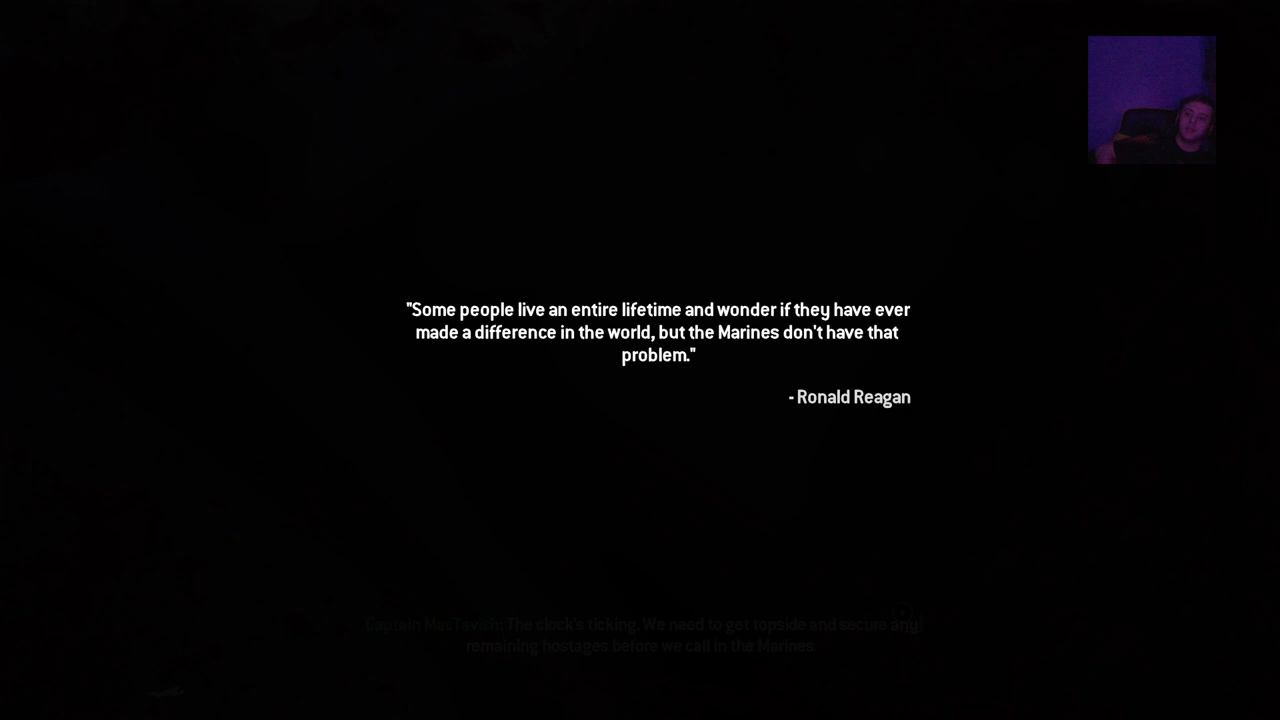 "Some people live an entire lifetime and wonder if they have ever
made a difference in the world, but the Marines don't have that
problem."
- Ronald Reagan
Captain MacTavish: The clock's ticking. We need to get topside and secure any
remaining hostages before we call in the Marines.